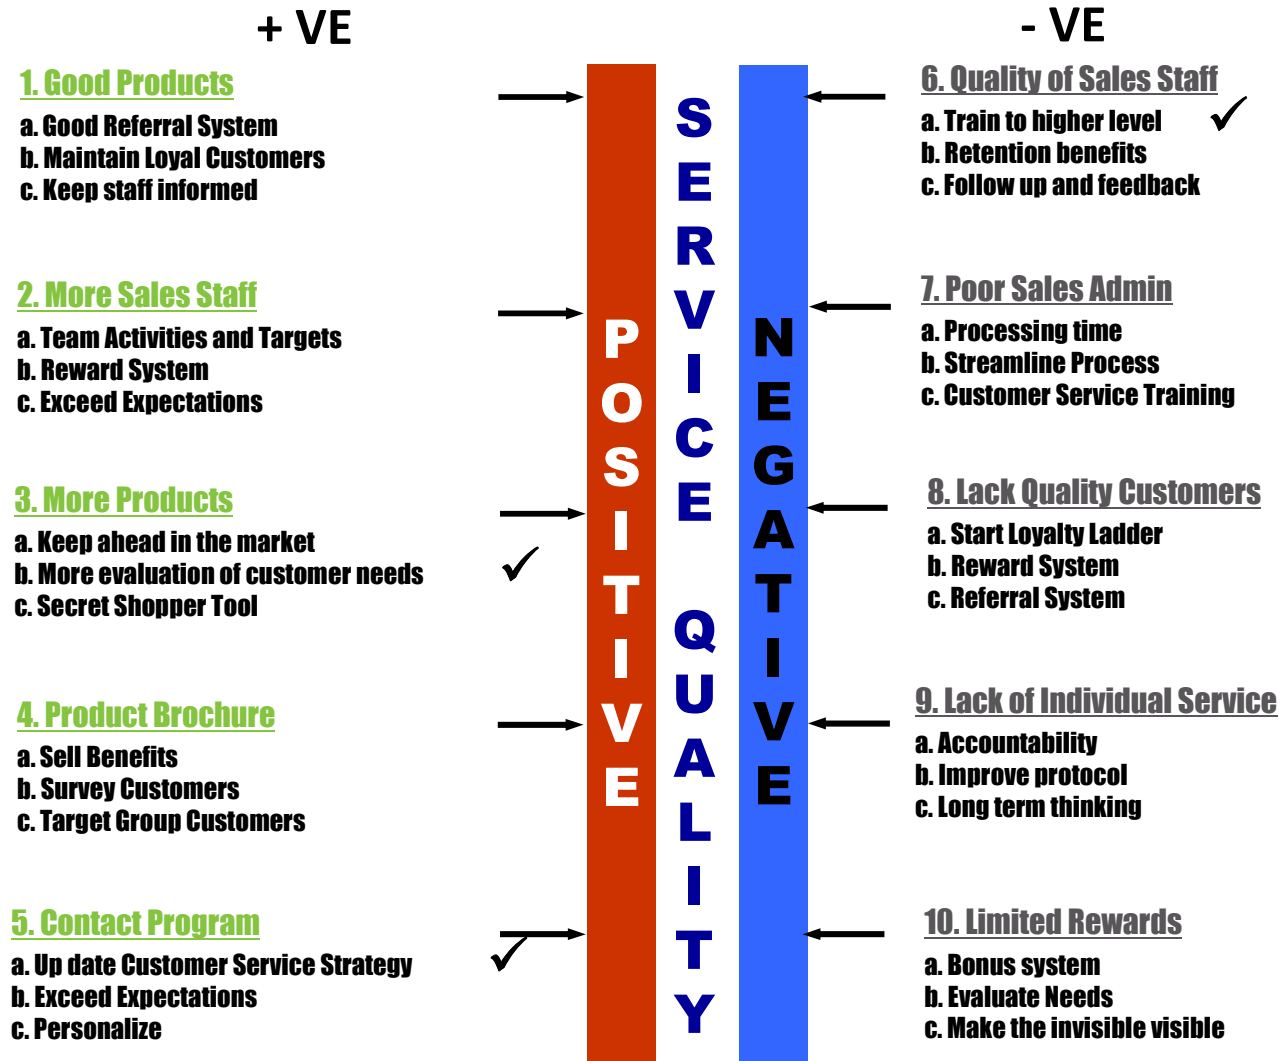 + VE
1. Good Products
a. Good Referral System
b. Maintain Loyal Customers
c. Keep staff informed
2. More Sales Staff
a. Team Activities and Targets
b. Reward System
c. Exceed Expectations
3. More Products
a. Keep ahead in the market
b. More evaluation of customer needs
c. Secret Shopper Tool
4. Product Brochure
a. Sell Benefits
b. Survey Customers
c. Target Group Customers
5. Contact Program
a. Up date Customer Service Strategy
b. Exceed Expectations
c. Personalize
POSITIVE
SERVICE QUALITY
NEGATIVE
- VE
6. Quality of Sales Staff
a. Train to higher level
b. Retention benefits
c. Follow up and feedback
7. Poor Sales Admin
a. Processing time
b. Streamline Process
c. Customer Service Training
8. Lack Quality Customers
a. Start Loyalty Ladder
b. Reward System
c. Referral System
9. Lack of Individual Service
a. Accountability
b. Improve protocol
c. Long term thinking
10. Limited Rewards
a. Bonus system
b. Evaluate Needs
c. Make the invisible visible